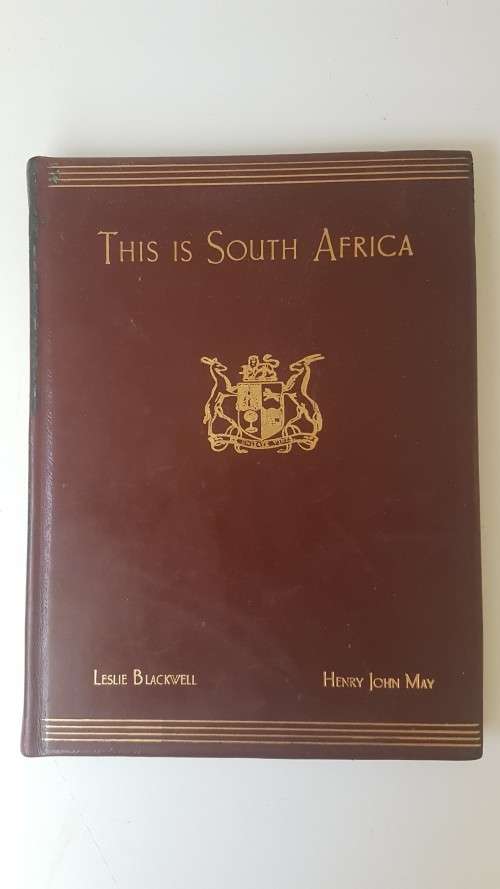 THIS IS SOUTH AFRICA
LESLIE BLACKWELL
HENRY JOHN MAY